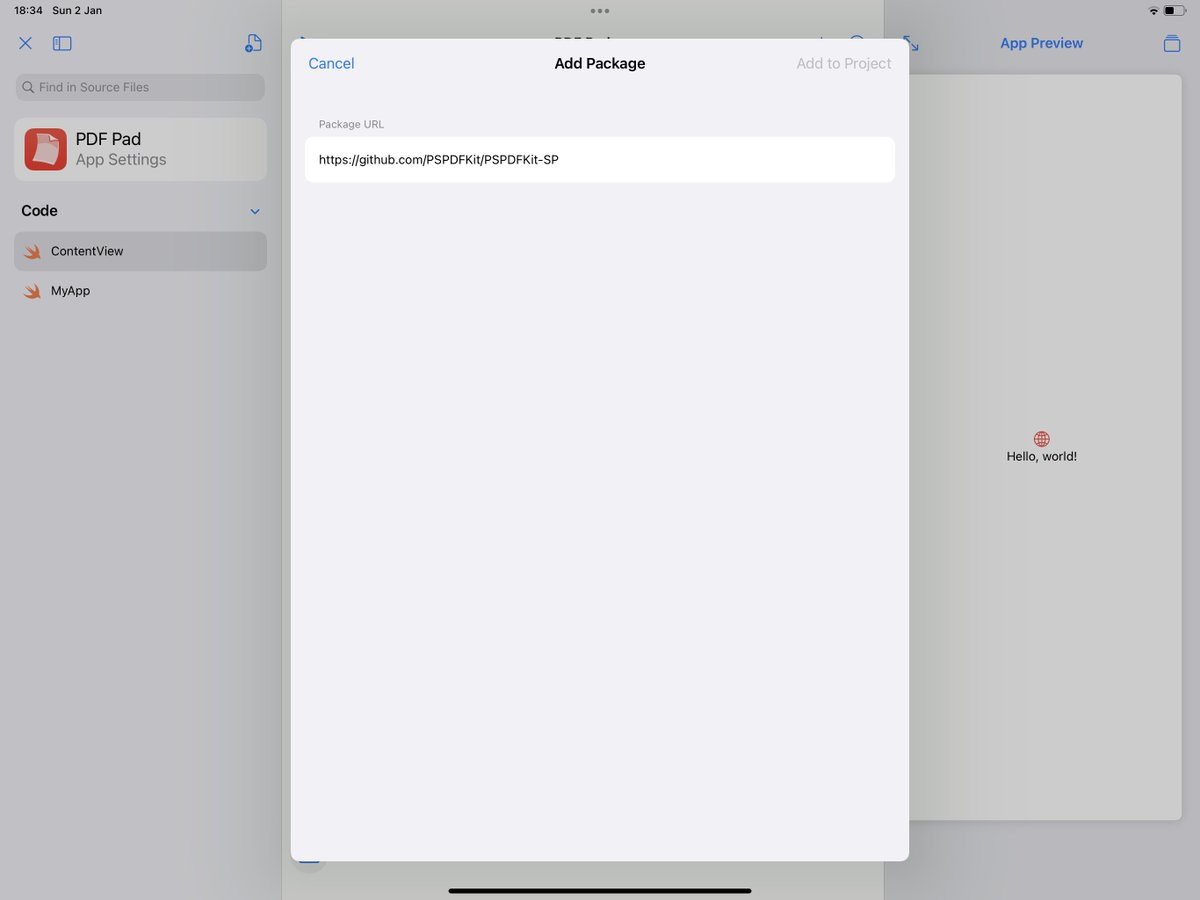 18:34 Sun 2 Jan
Find in Source Files
PDF Pad
App Settings
Code
ContentView
MyApp
Cancel
Add Package
Add to Project
Package URL
https://github.com/PSPDFKit/PSPDFKit-SP
App Preview
Hello, world!